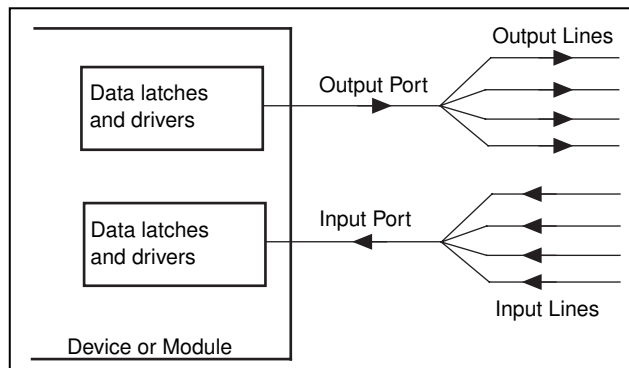 Output Lines
Data latches
and drivers
Output Port
Data latches
and drivers
Input Port
Input Lines
Device or Module